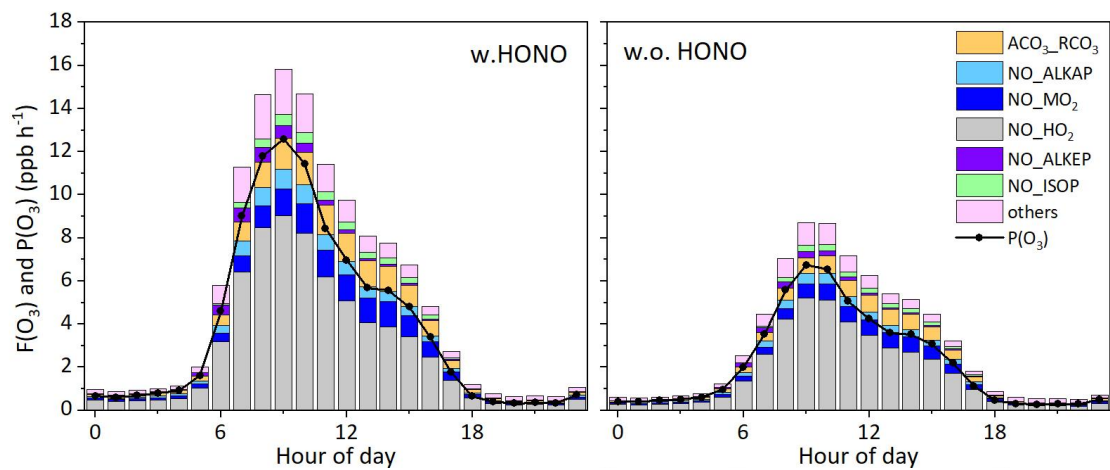 w.HONO
w.o. HONO
F(O₃) and P(O₃) (ppb h⁻¹)
18
16
14
12
10
8
6
4
2
0
ACO₃_RCO₃
NO_ALKAP
NO_MO₂
NO_HO₂
NO_ALKEP
NO_ISOP
others
P(O₃)
0 6 12 18
0 6 12 18
Hour of day
Hour of day